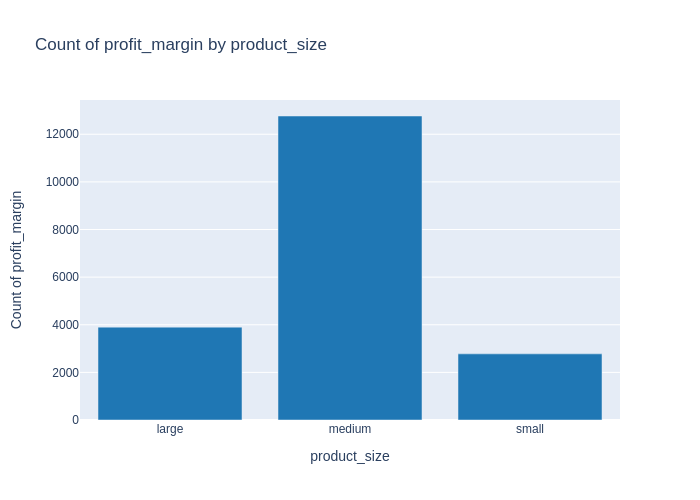 Count of profit_margin by product_size
Count of profit_margin
12000
10000
8000
6000
4000
2000
0
large
medium
small
product_size